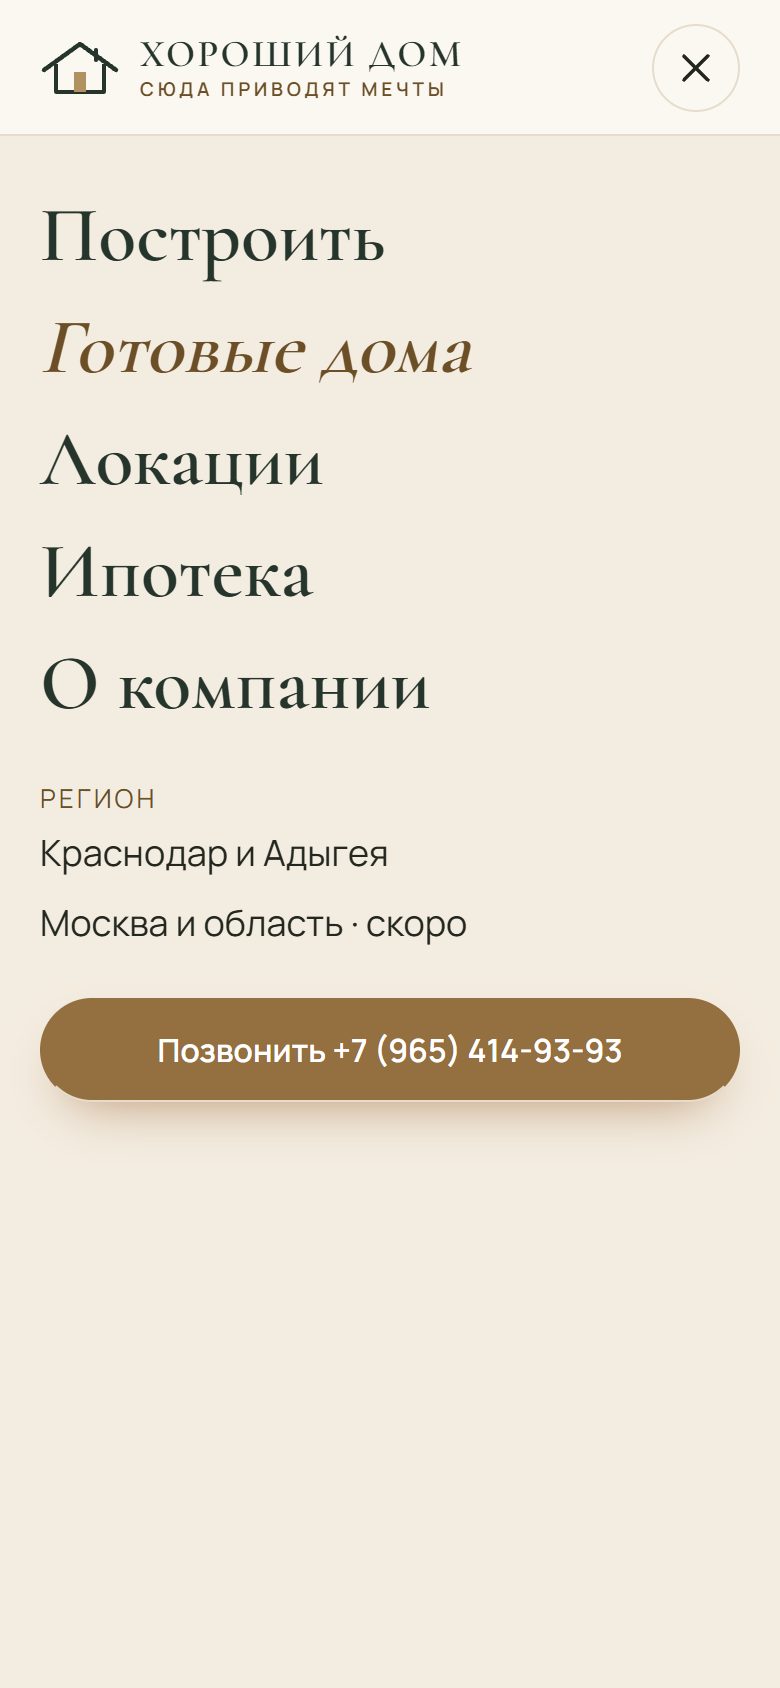 ХОРОШИЙ ДОМ
СЮДА ПРИВОДЯТ МЕЧТЫ
Построить
Готовые дома
Локации
Ипотека
О компании
РЕГИОН
Краснодар и Адыгея
Москва и область · скоро
Позвонить +7 (965) 414-93-93